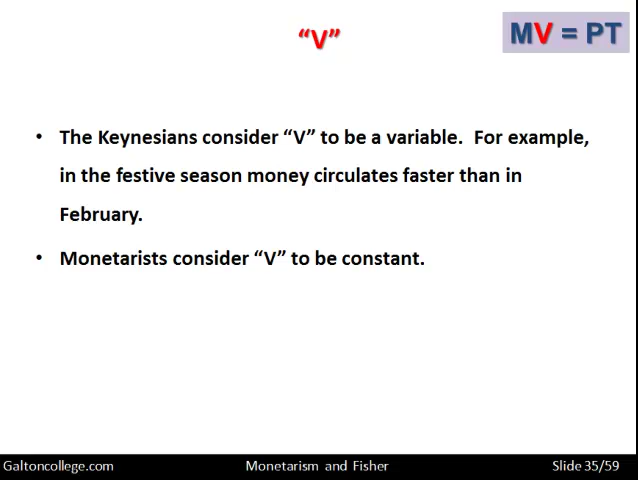 “V”
MV = PT
• The Keynesians consider “V” to be a variable.  For example,
in the festive season money circulates faster than in
February.
• Monetarists consider “V” to be constant.
Galtoncollege.com
Monetarism and Fisher
Slide 35/59